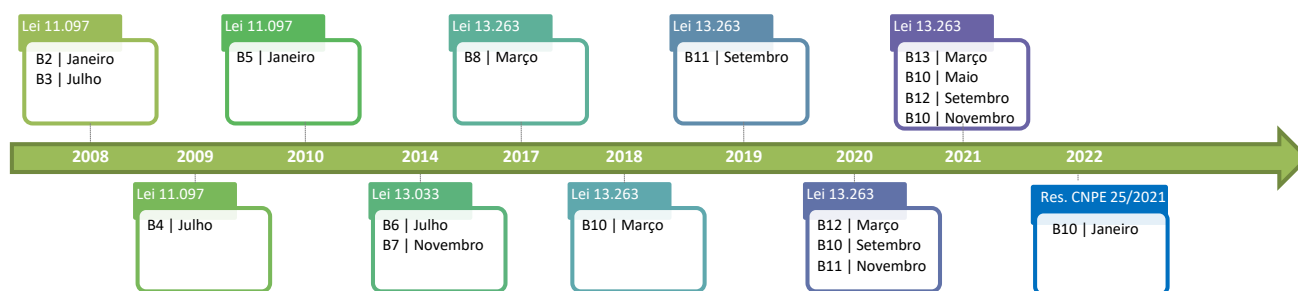 Lei 11.097
B2 | Janeiro
B3 | Julho
Lei 11.097
B5 | Janeiro
Lei 13.263
B8 | Março
Lei 13.263
B11 | Setembro
Lei 13.263
B13 | Março
B10 | Maio
B12 | Setembro
B10 | Novembro
2008 2009 2010 2014 2017 2018 2019 2020 2021 2022
Lei 11.097
B4 | Julho
Lei 13.033
B6 | Julho
B7 | Novembro
Lei 13.263
B10 | Março
Lei 13.263
B12 | Março
B10 | Setembro
B11 | Novembro
Res. CNPE 25/2021
B10 | Janeiro